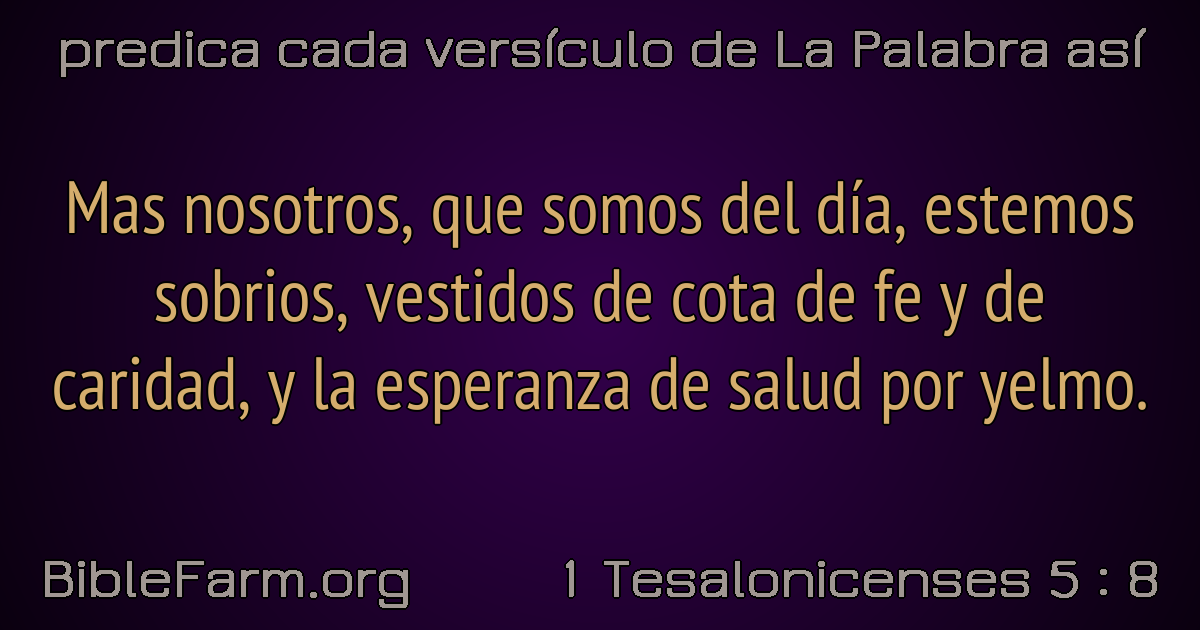 predica cada versículo de La Palabra así
Mas nosotros, que somos del día, estemos
sobrios, vestidos de cota de fe y de
caridad, y la esperanza de salud por yelmo.
BibleFarm.org
1 Tesalonicenses 5 : 8